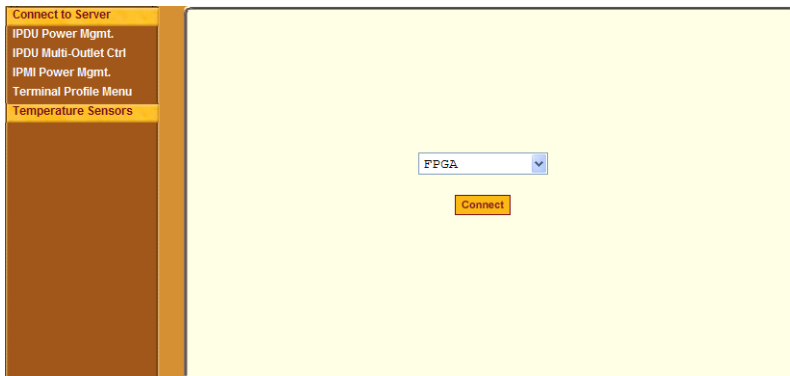 Connect to Server
IPDU Power Mgmt.
IPDU Multi-Outlet Ctrl
IPMI Power Mgmt.
Terminal Profile Menu
Temperature Sensors
FPGA
Connect